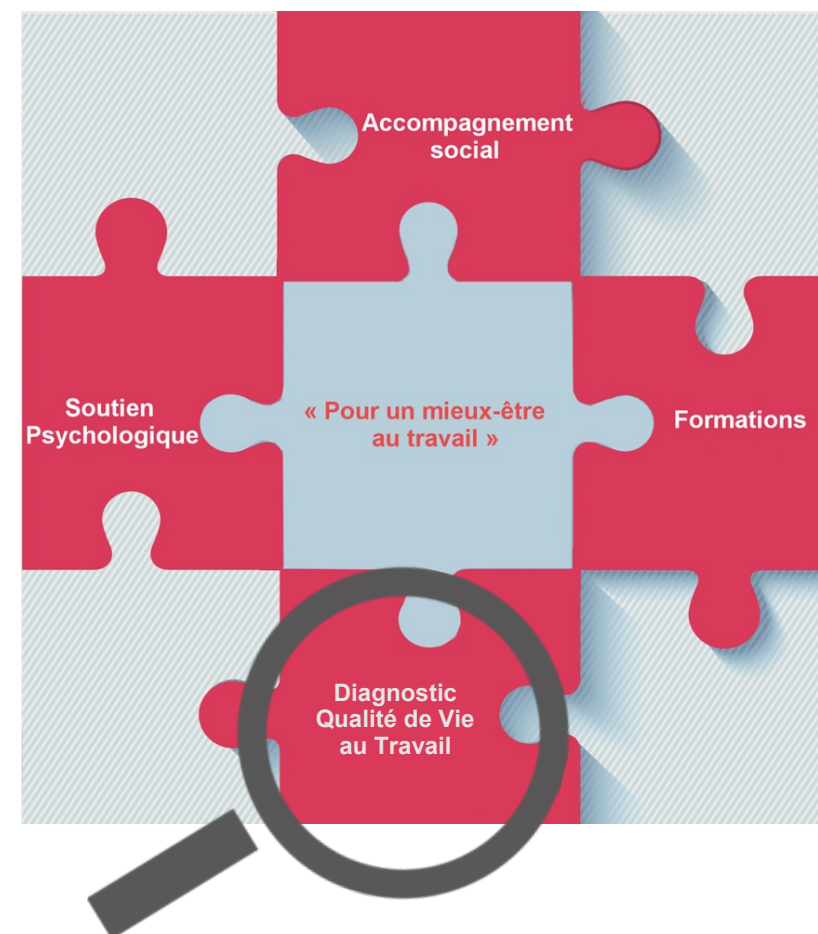 Accompagnement
social
Soutien
Psychologique
« Pour un mieux-être
au travail »
Formations
Diagnostic
Qualité de Vie
au Travail